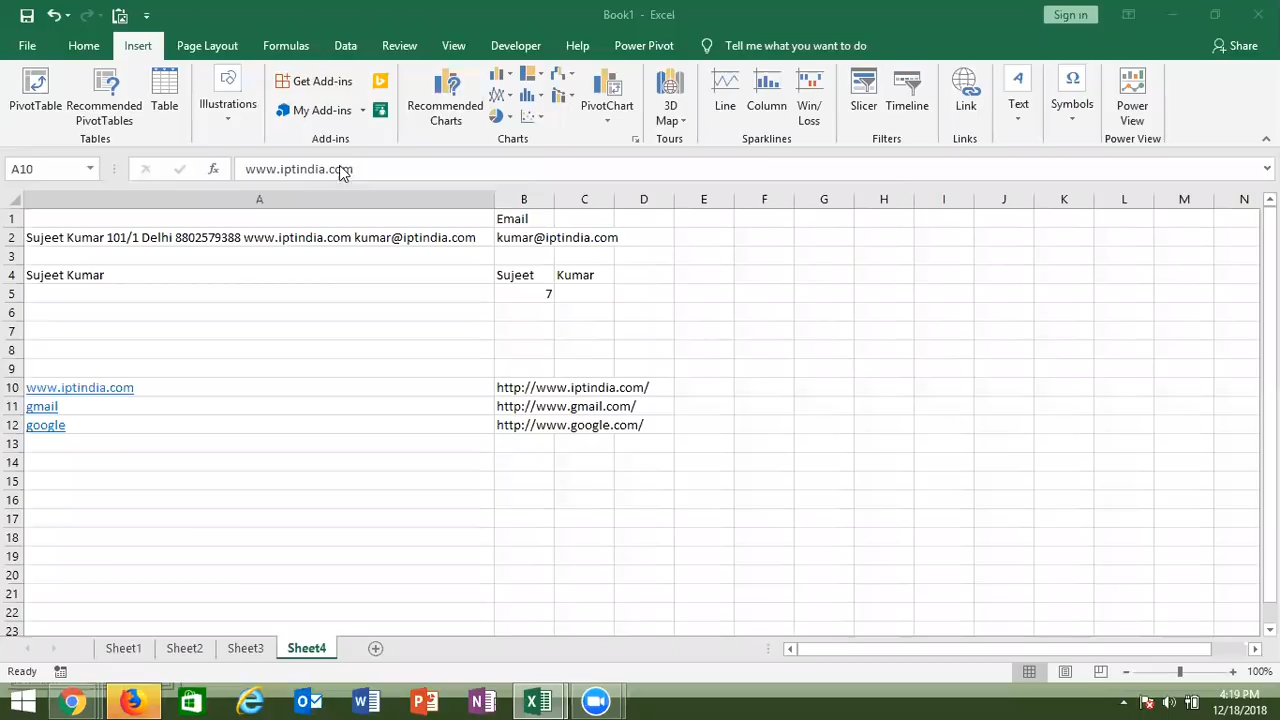 Book1 - Excel
Sign in
File Home Insert Page Layout Formulas Data Review View Developer Help Power Pivot Tell me what you want to do Share
PivotTable Recommended PivotTables Table Illustrations Get Add-ins My Add-ins Recommended Charts PivotChart 3D Map Line Column Win/Loss Slicer Timeline Link Text Symbols Power View
Tables Add-ins Charts Tours Sparklines Filters Links Power View
A10 fx www.iptindia.com
A B C D E F G H I J K L M N
1 Email
2 Sujeet Kumar 101/1 Delhi 8802579388 www.iptindia.com kumar@iptindia.com kumar@iptindia.com
3
4 Sujeet Kumar Sujeet Kumar
5 7
6
7
8
9
10 www.iptindia.com http://www.iptindia.com/
11 gmail http://www.gmail.com/
12 google http://www.google.com/
13
14
15
16
17
18
19
20
21
22
23
Sheet1 Sheet2 Sheet3 Sheet4
Ready 100%
4:19 PM
12/18/2018